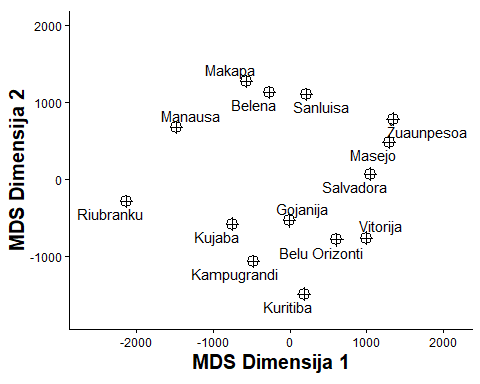 2000
1000
0
-1000
MDS Dimensija 2
Makapa
Belena
Sanluisa
Manausa
Žuaunpesoa
Masejo
Salvadora
Riubranku
Gojanija
Kujaba
Vitorija
Belu Orizonti
Kampugrandi
Kuritiba
-2000
-1000
0
1000
2000
MDS Dimensija 1